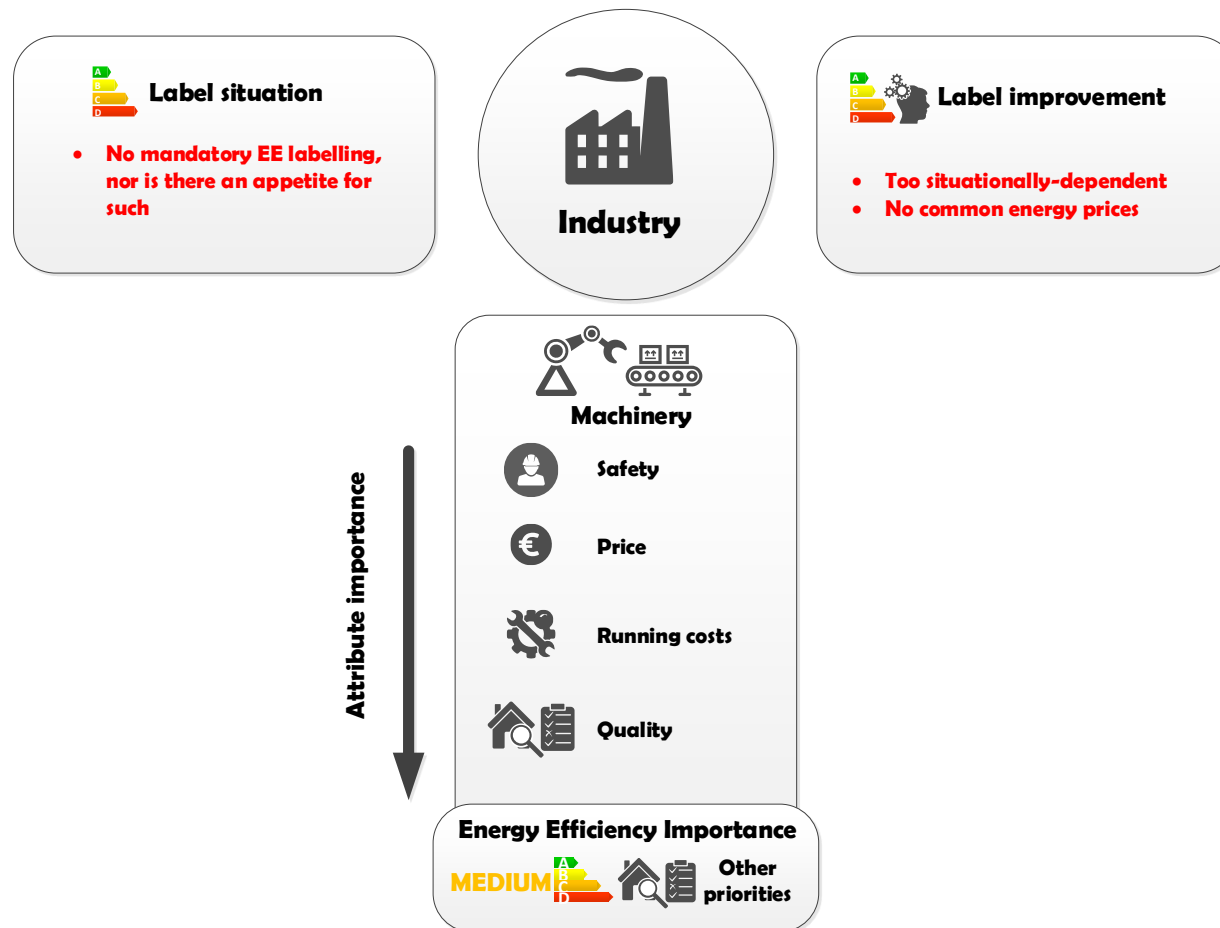 A
B
C
D
Label situation
• No mandatory EE labelling,
nor is there an appetite for
such
Industry
A
B
C
D
Label improvement
• Too situationally-dependent
• No common energy prices
Machinery
Attribute importance
Safety
€
Price
Running costs
Quality
Energy Efficiency Importance
MEDIUM
A
B
C
D
Other
priorities